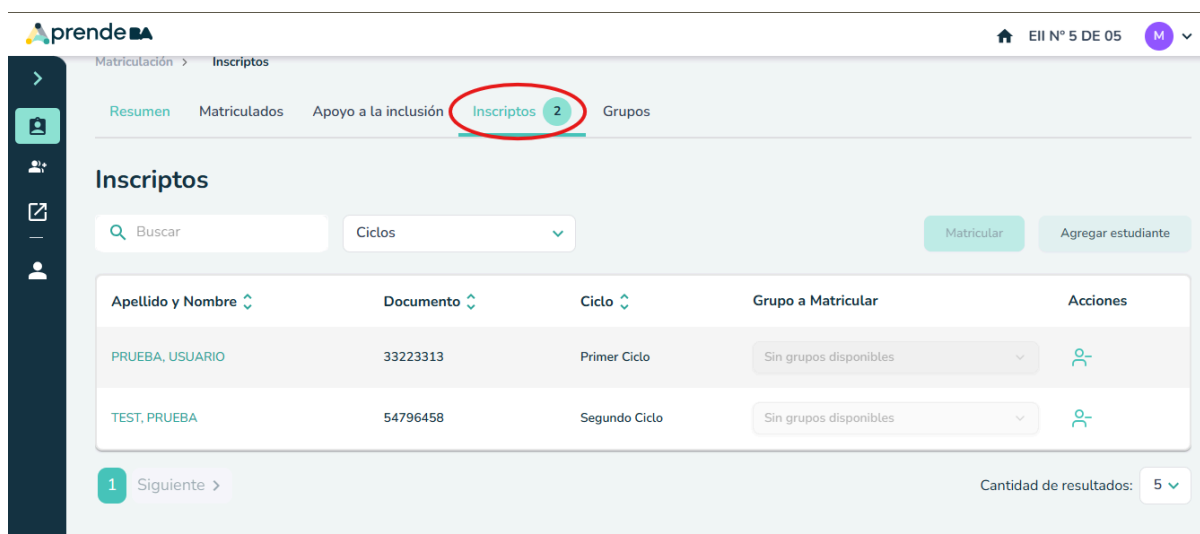 AprendeBA
EII Nº 5 DE 05 M
Matriculación > Inscriptos
Resumen Matriculados Apoyo a la inclusión Inscriptos 2 Grupos
Inscriptos
Buscar Ciclos Matricular Agregar estudiante
Apellido y Nombre Documento Ciclo Grupo a Matricular Acciones
PRUEBA, USUARIO 33223313 Primer Ciclo Sin grupos disponibles
TEST, PRUEBA 54796458 Segundo Ciclo Sin grupos disponibles
1 Siguiente > Cantidad de resultados: 5